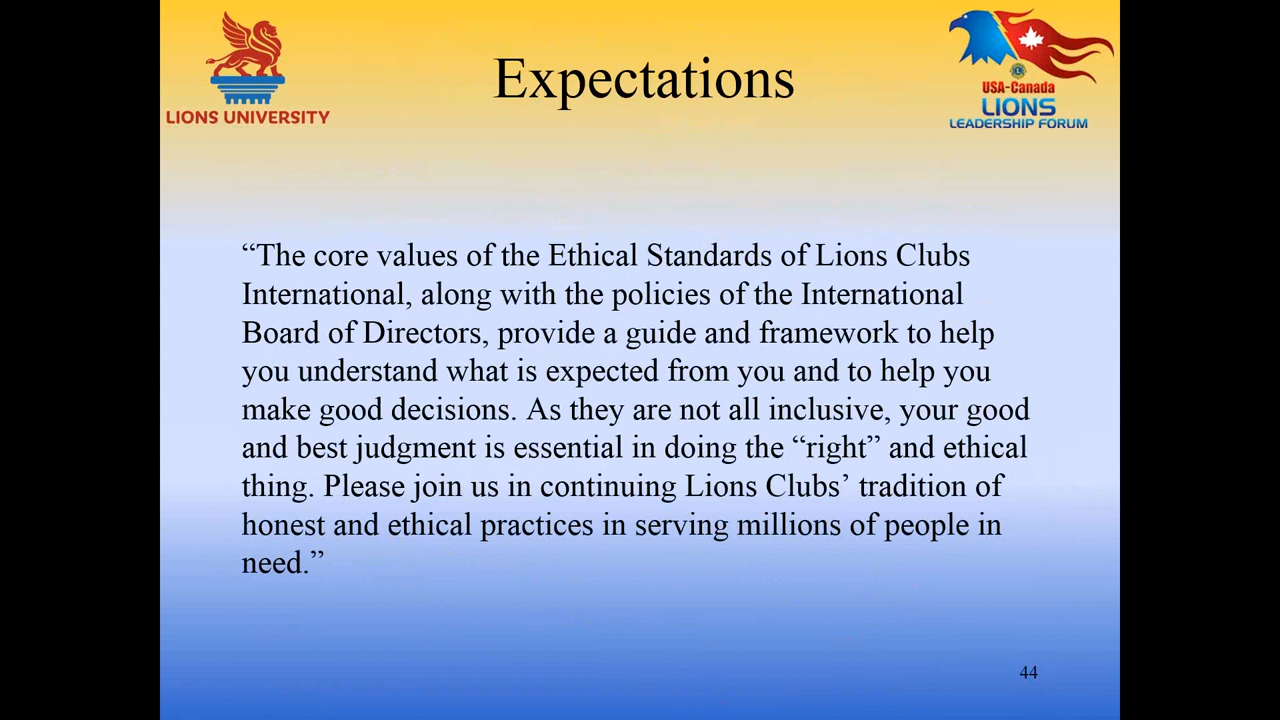 LIONS UNIVERSITY
Expectations
USA-Canada
LIONS
LEADERSHIP FORUM
“The core values of the Ethical Standards of Lions Clubs
International, along with the policies of the International
Board of Directors, provide a guide and framework to help
you understand what is expected from you and to help you
make good decisions. As they are not all inclusive, your good
and best judgment is essential in doing the “right” and ethical
thing. Please join us in continuing Lions Clubs’ tradition of
honest and ethical practices in serving millions of people in
need.”
44